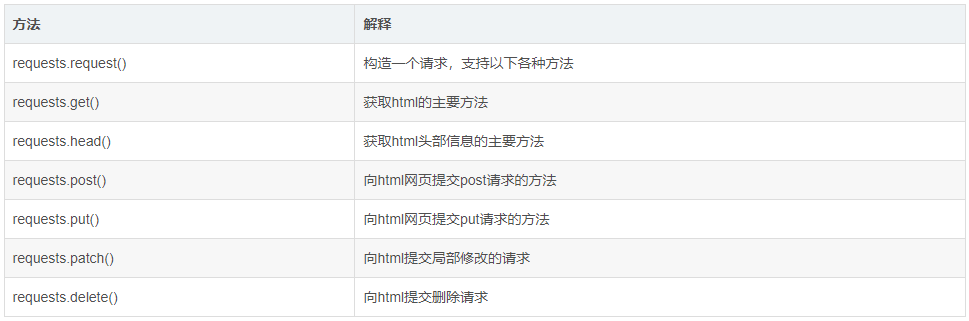 方法 解释
requests.request() 构造一个请求，支持以下各种方法
requests.get() 获取html的主要方法
requests.head() 获取html头部信息的主要方法
requests.post() 向html网页提交post请求的方法
requests.put() 向html网页提交put请求的方法
requests.patch() 向html提交局部修改的请求
requests.delete() 向html提交删除请求